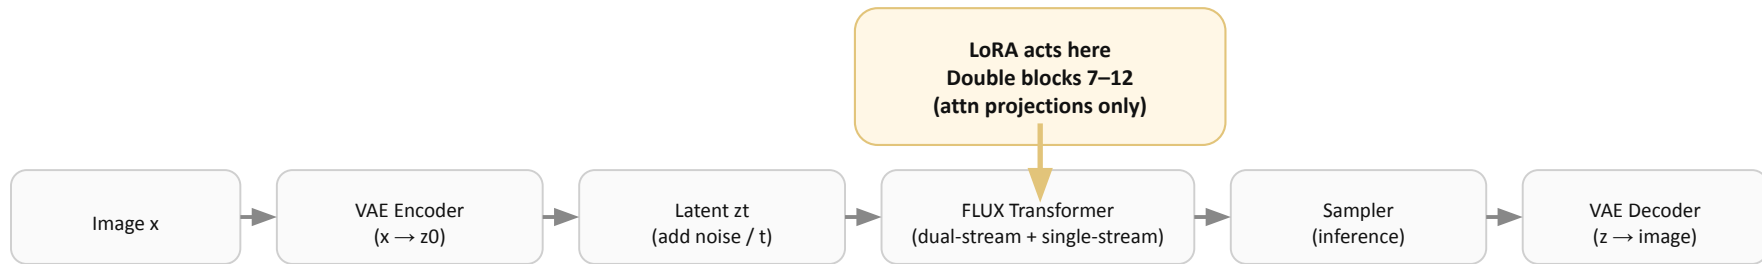 LoRA acts here
Double blocks 7–12
(attn projections only)
Image x
VAE Encoder
(x → z0)
Latent zt
(add noise / t)
FLUX Transformer
(dual-stream + single-stream)
Sampler
(inference)
VAE Decoder
(z → image)